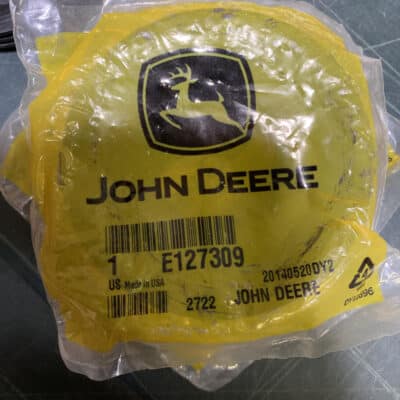 JOHN DEERE
1 E127309
20140520DY2
US Made in USA
2722 JOHN DEERE